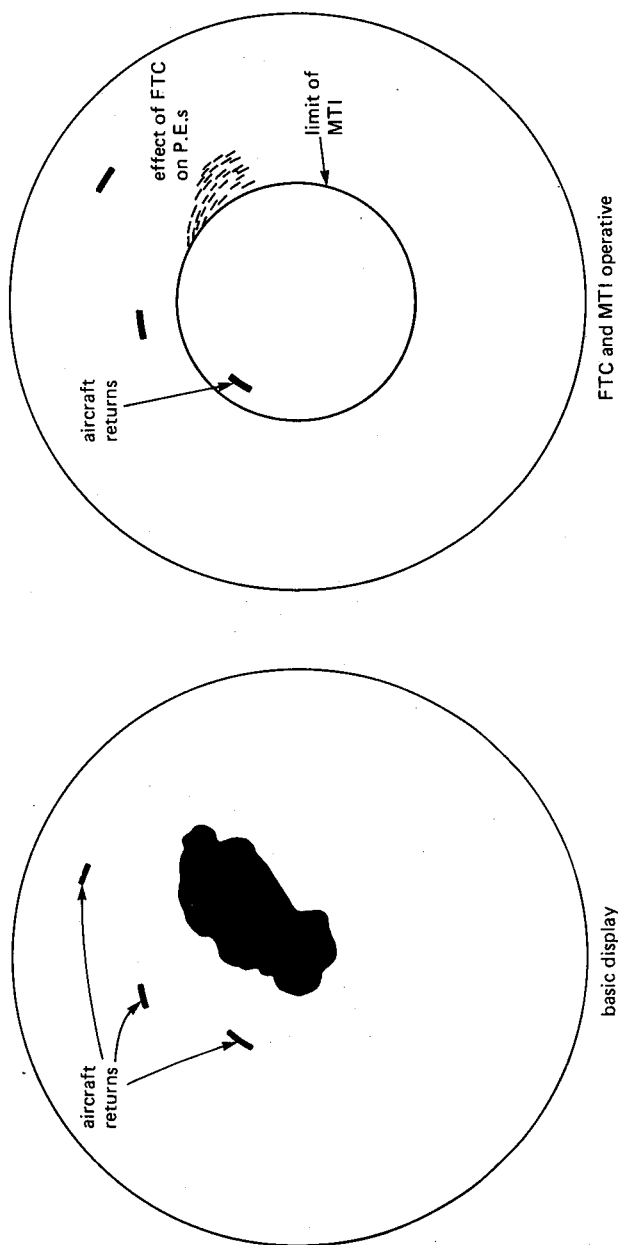 aircraft
returns
basic display
aircraft
returns
effect of FTC
on P.E.s
limit of
MTI
FTC and MTI operative